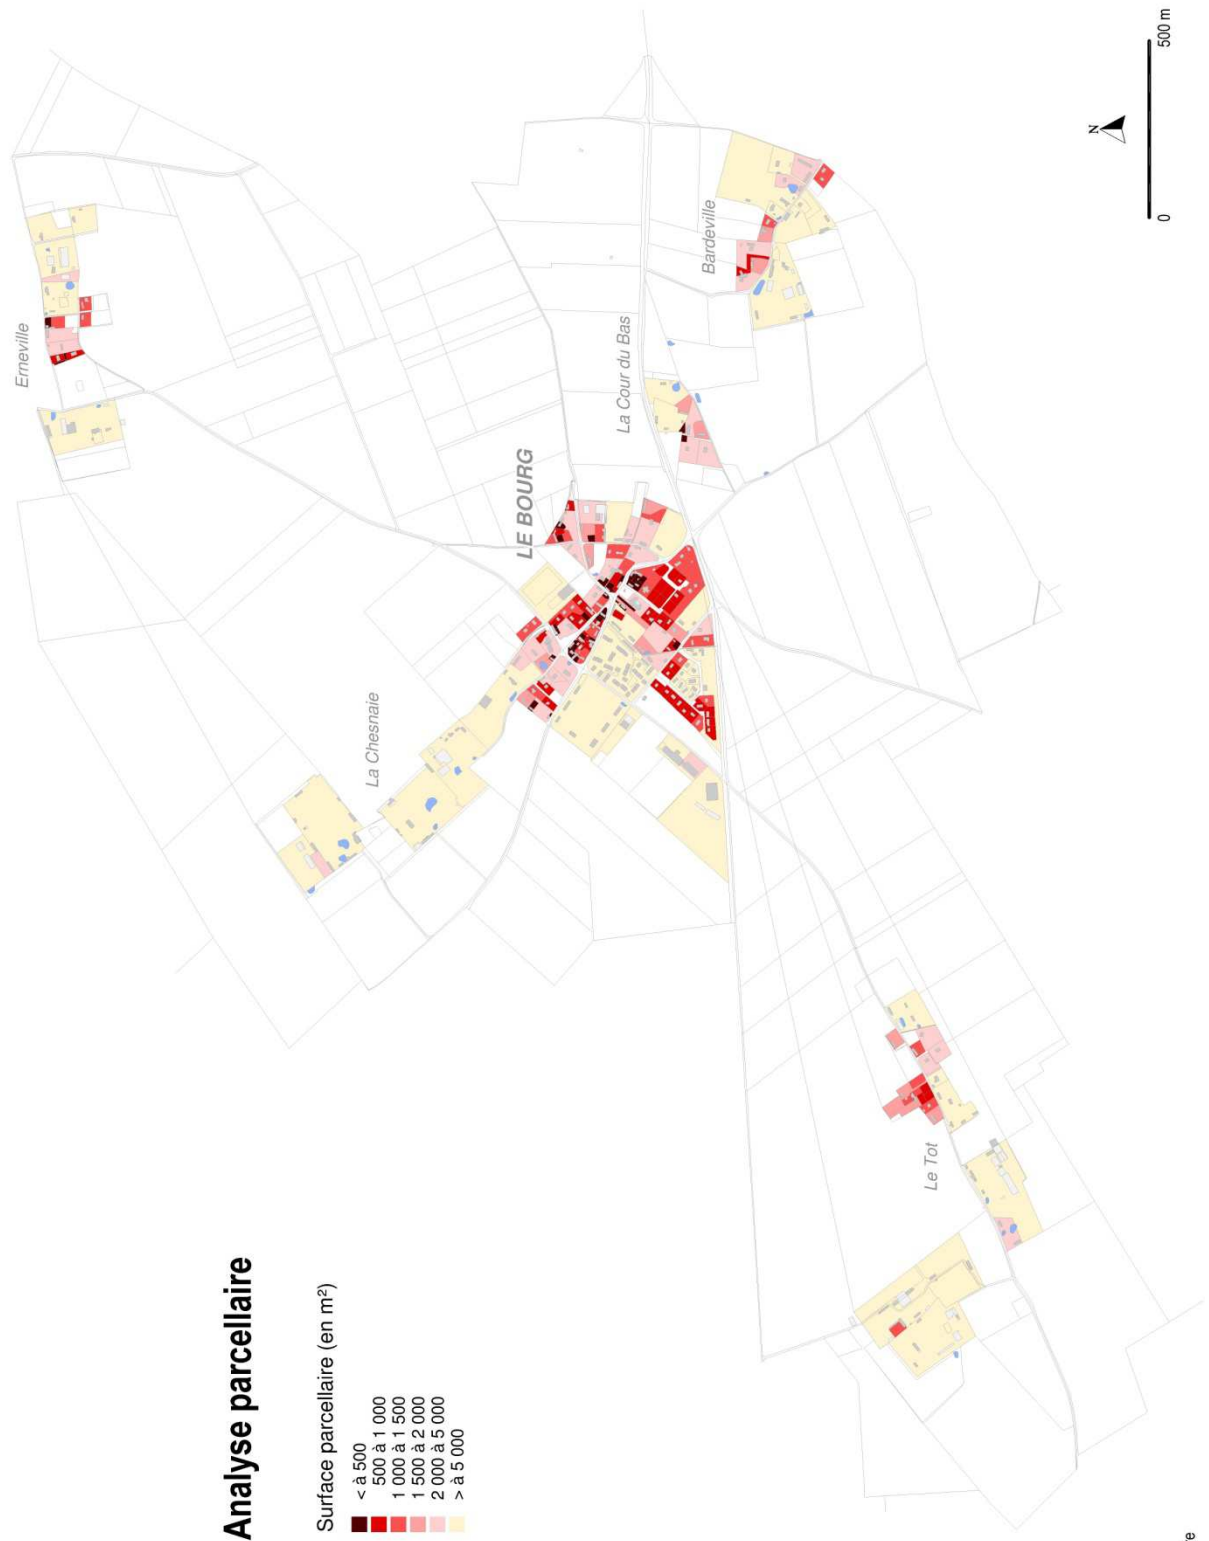 Analyse parcellaire
Surface parcellaire (en m²)
< à 500
500 à 1 000
1 000 à 1 500
1 500 à 2 000
2 000 à 5 000
> à 5 000
Erneville
La Chesnaie
LE BOURG
La Cour du Bas
Bardeville
Le Tot
N
0 500 m
re